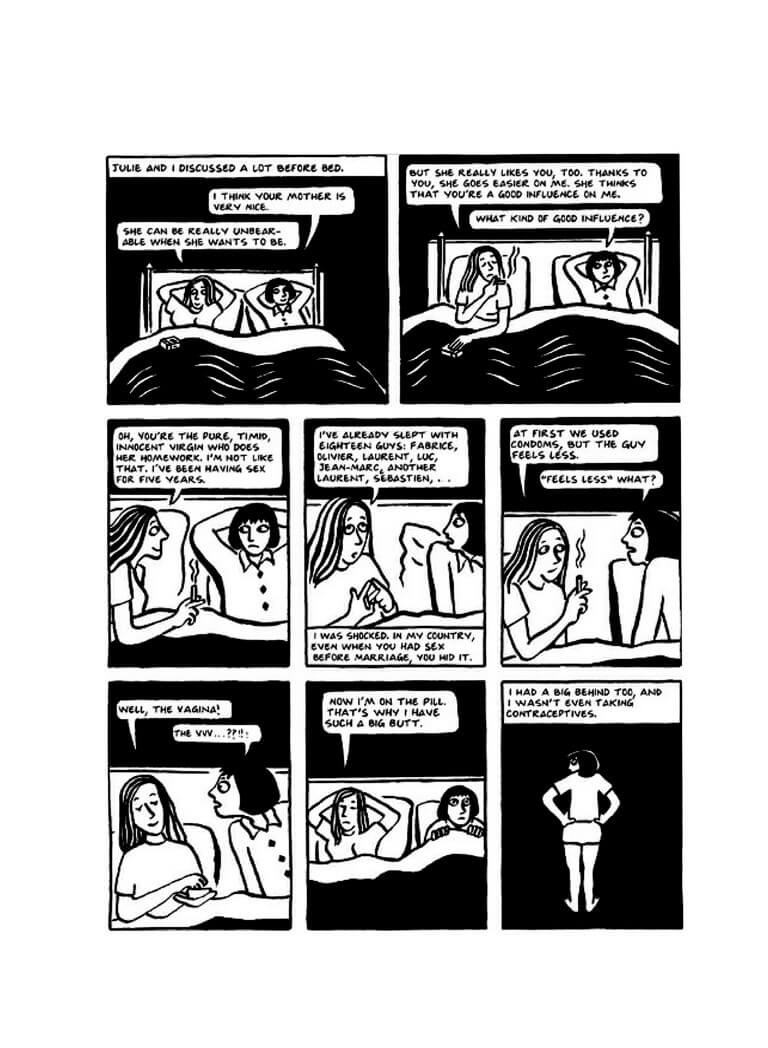 JULIE AND I DISCUSSED A LOT BEFORE BED.
I THINK YOUR MOTHER IS
VERY NICE.
SHE CAN BE REALLY UNBEAR-
ABLE WHEN SHE WANTS TO BE.
BUT SHE REALLY LIKES YOU, TOO. THANKS TO
YOU, SHE GOES EASIER ON ME. SHE THINKS
THAT YOU'RE A GOOD INFLUENCE ON ME.
WHAT KIND OF GOOD INFLUENCE?
OH, YOU'RE THE PURE, TIMID,
INNOCENT VIRGIN WHO DOES
HER HOMEWORK. I'M NOT LIKE
THAT. I'VE BEEN HAVING SEX
FOR FIVE YEARS.
I'VE ALREADY SLEPT WITH
EIGHTEEN GUYS: FABRICE,
OLIVIER, LAURENT, LUC,
JEAN-MARC, ANOTHER
LAURENT, SÉBASTIEN, . .
I WAS SHOCKED. IN MY COUNTRY,
EVEN WHEN YOU HAD SEX
BEFORE MARRIAGE, YOU HID IT.
AT FIRST WE USED
CONDOMS, BUT THE GUY
FEELS LESS.
"FEELS LESS" WHAT?
WELL, THE VAGINA!
THE VVV...??!!:
NOW I'M ON THE PILL.
THAT'S WHY I HAVE
SUCH A BIG BUTT.
I HAD A BIG BEHIND TOO, AND
I WASN'T EVEN TAKING
CONTRACEPTIVES.